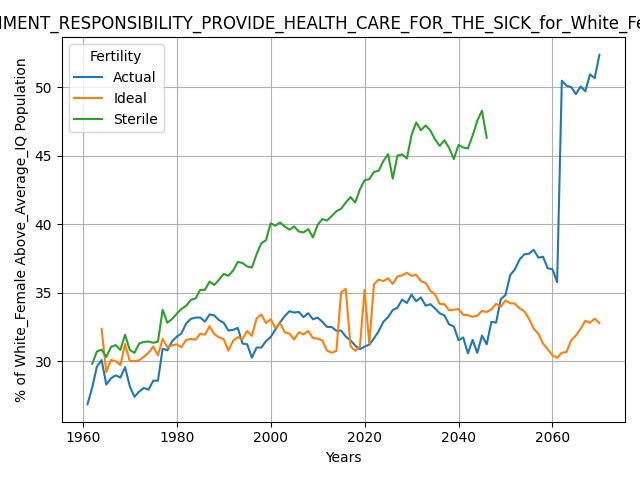 NMENT_RESPONSIBILITY_PROVIDE_HEALTH_CARE_FOR_THE_SICK_for_White_Fe
Fertility
Actual
Ideal
Sterile
% of White_Female Above_Average_IQ Population
50
45
40
35
30
1960 1980 2000 2020 2040 2060
Years